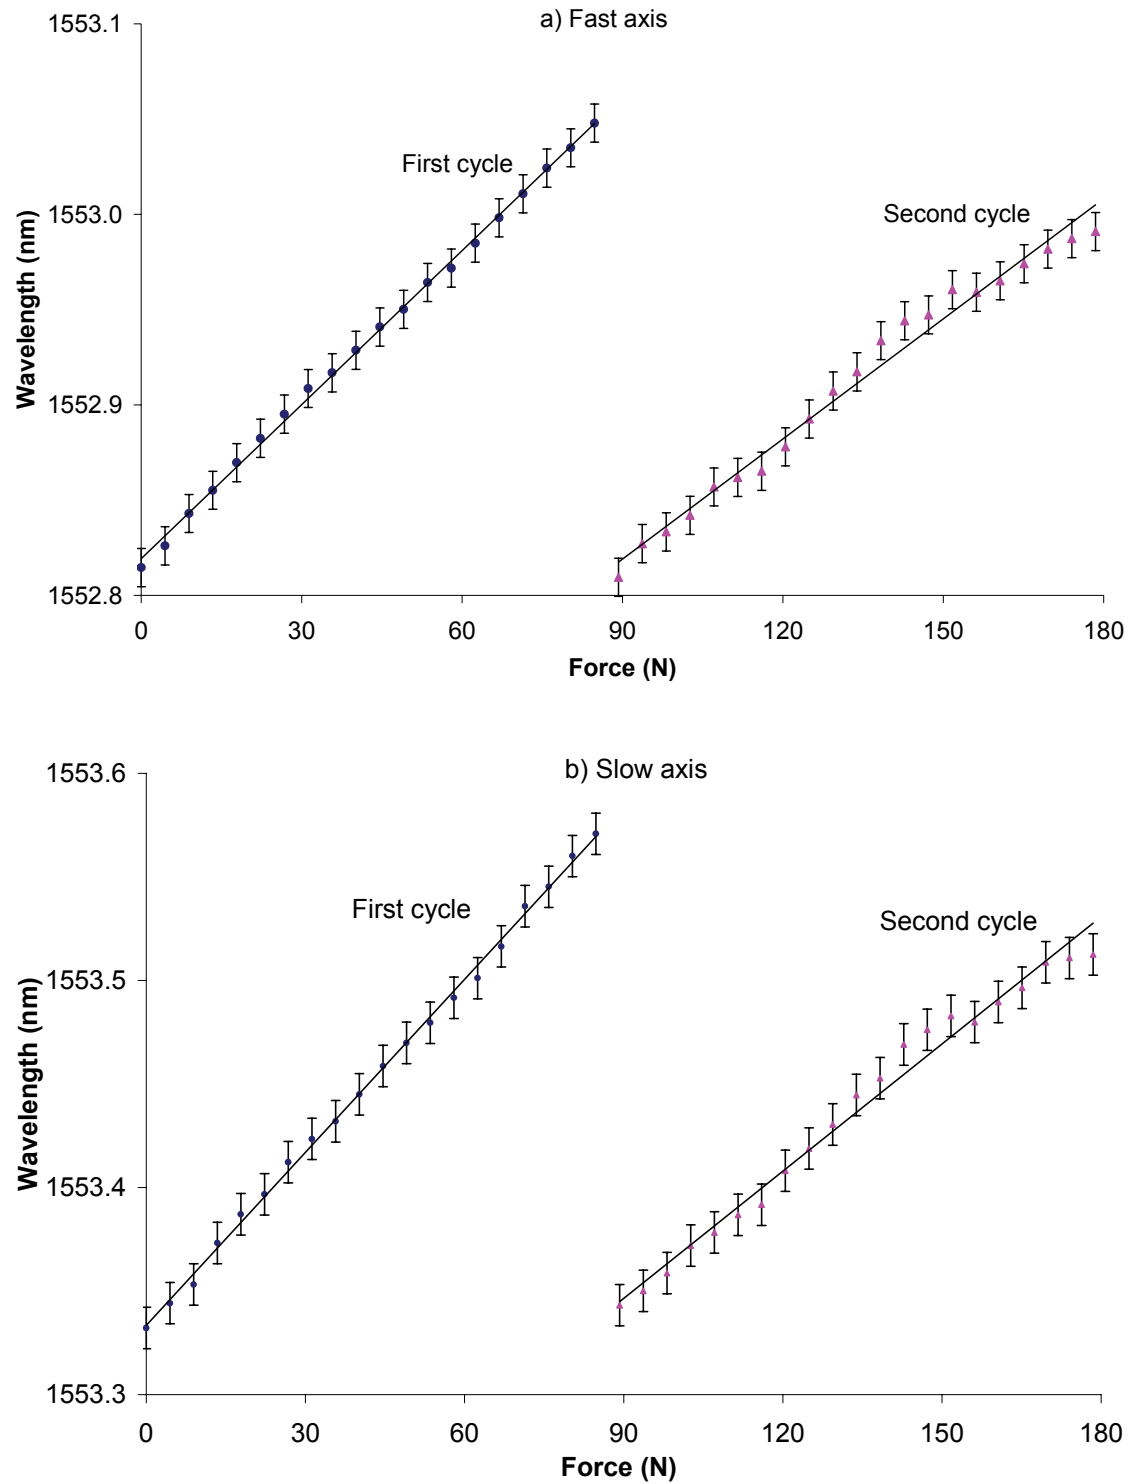 a) Fast axis
1553.1
First cycle
1553.0
Second cycle
Wavelength (nm)
1552.9
1552.8
0 30 60 90 120 150 180
Force (N)
1553.6
b) Slow axis
First cycle
Second cycle
1553.5
Wavelength (nm)
1553.4
1553.3
0 30 60 90 120 150 180
Force (N)